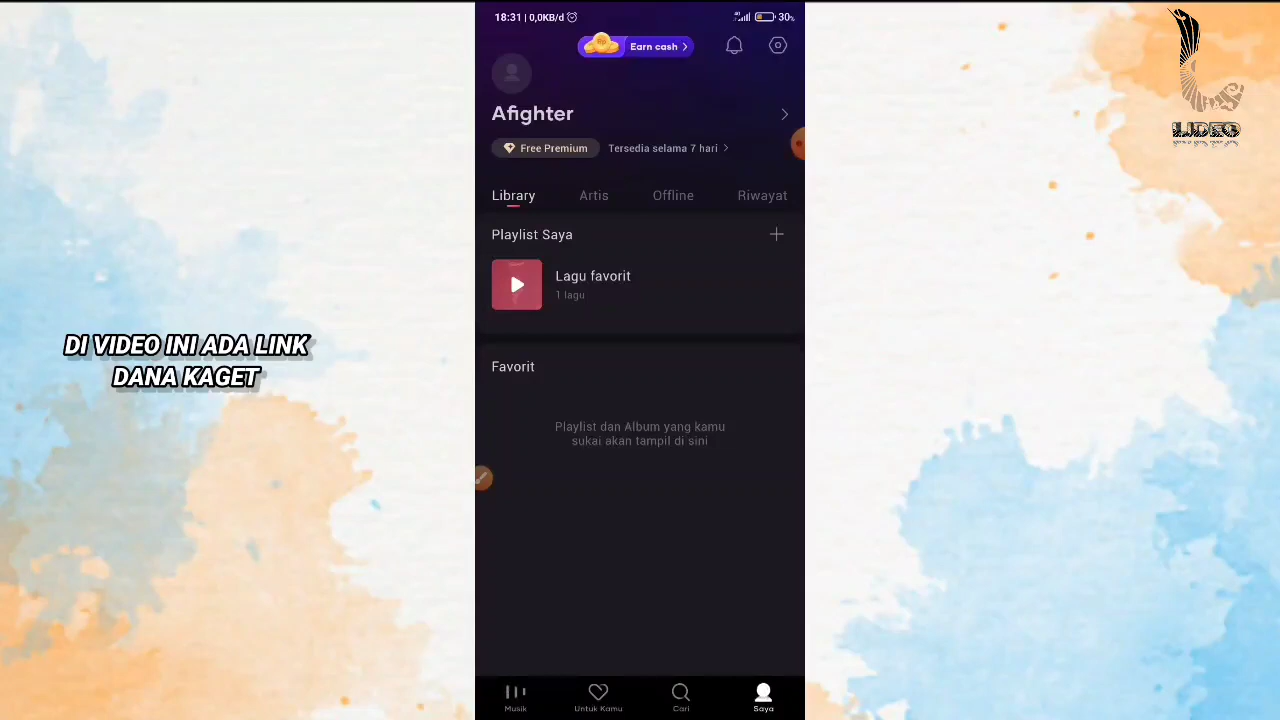 18:31 | 0,0KB/d
4G
30%
Earn cash
LIDEO
Afighter
Free Premium
Tersedia selama 7 hari
Library
Artis
Offline
Riwayat
Playlist Saya
Lagu favorit
1 lagu
DI VIDEO INI ADA LINK
DANA KAGET
Favorit
Playlist dan Album yang kamu
sukai akan tampil di sini
Musik
Untuk Kamu
Cari
Saya